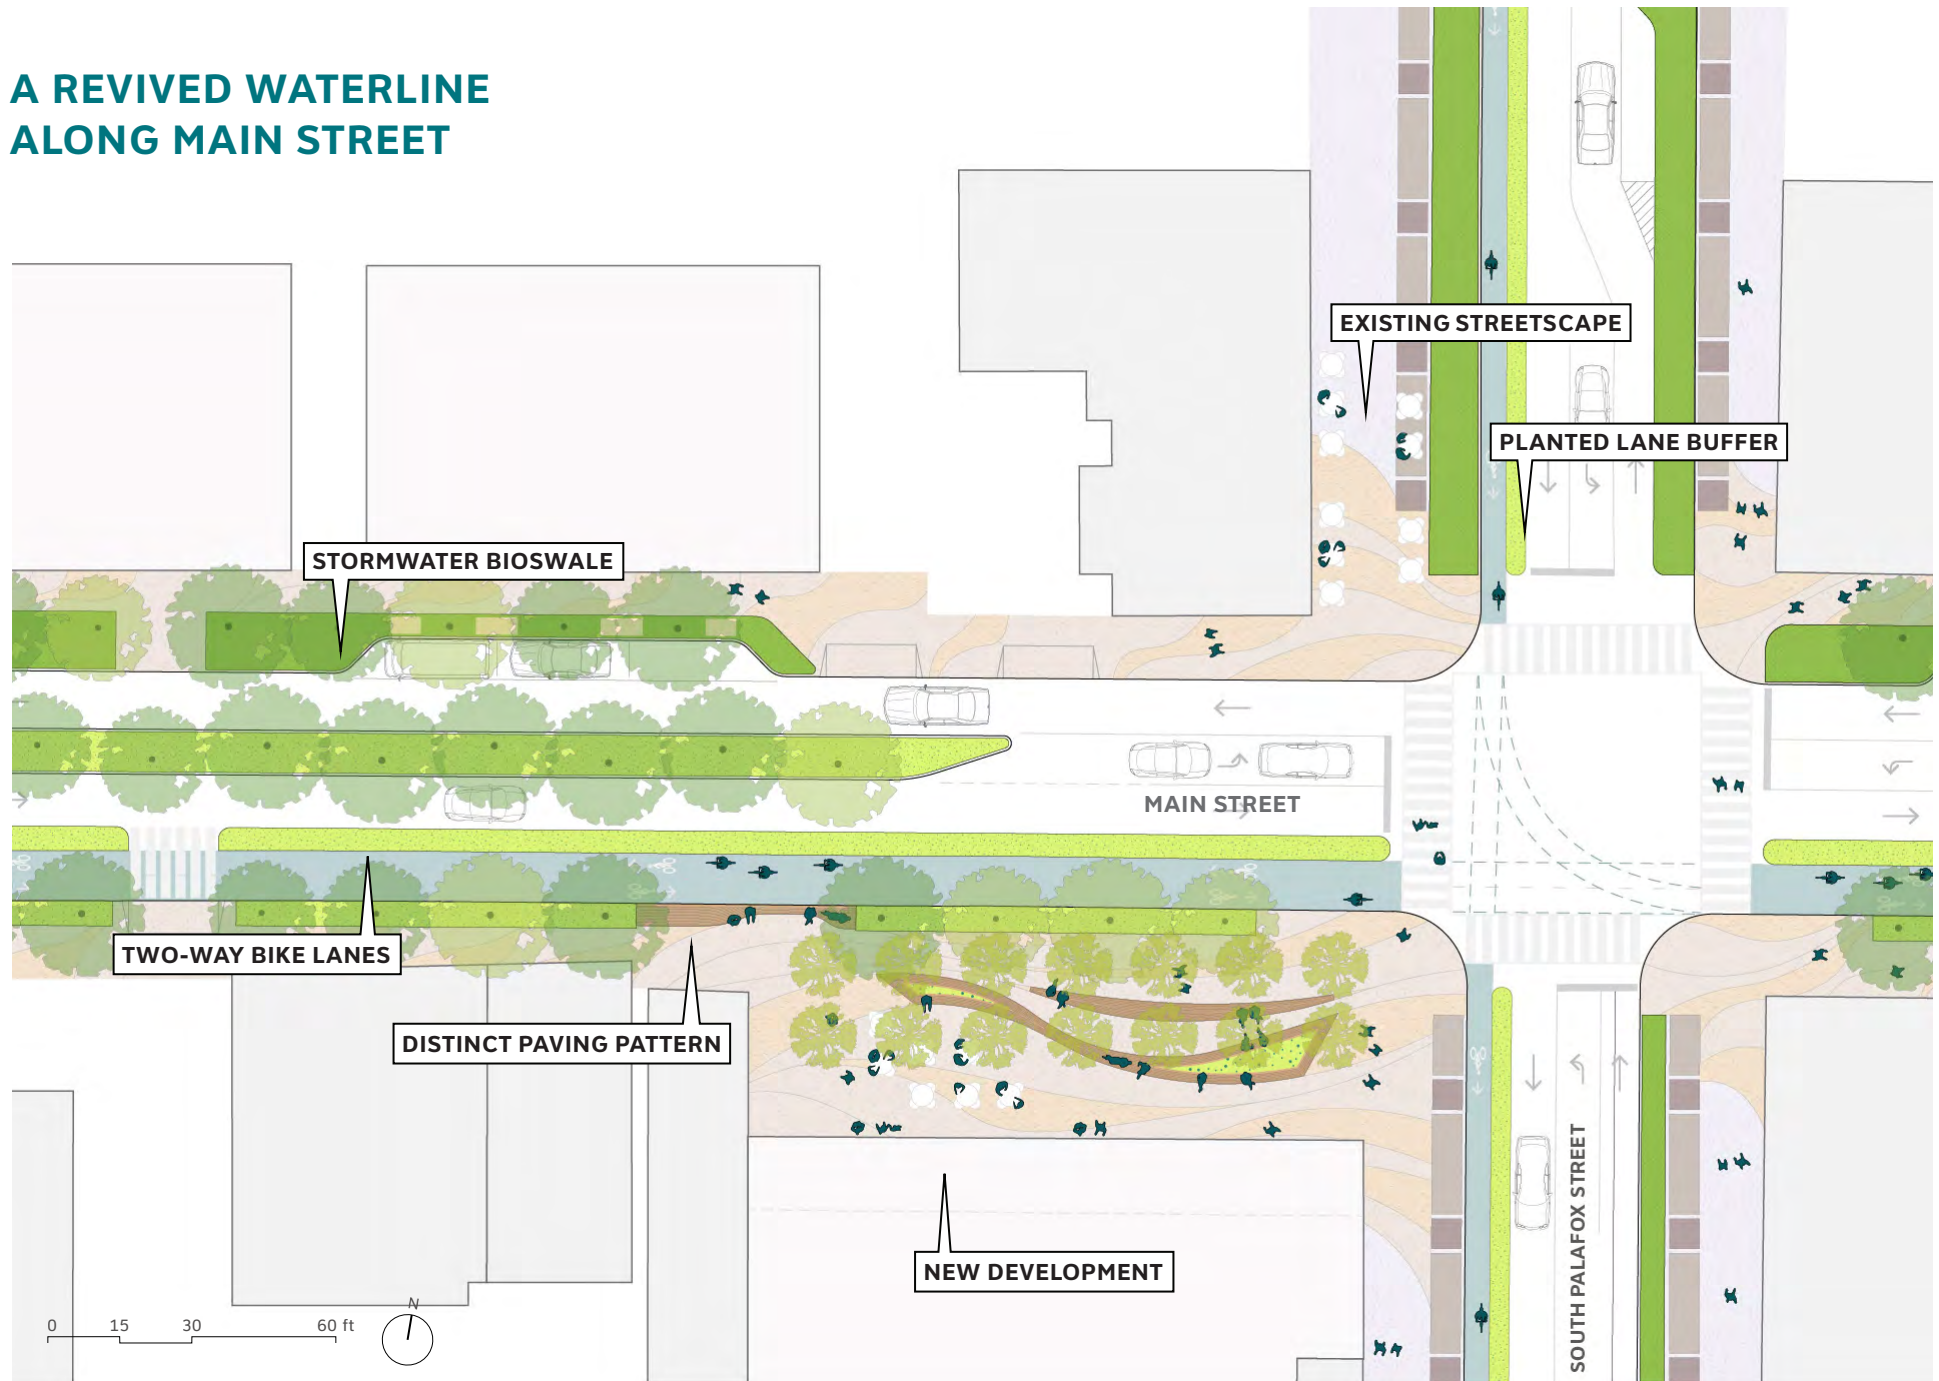 A REVIVED WATERLINE
ALONG MAIN STREET
EXISTING STREETSCAPE
PLANTED LANE BUFFER
STORMWATER BIOSWALE
MAIN STREET
TWO-WAY BIKE LANES
DISTINCT PAVING PATTERN
NEW DEVELOPMENT
SOUTH PALAFOX STREET
N
0 15 30 60 ft